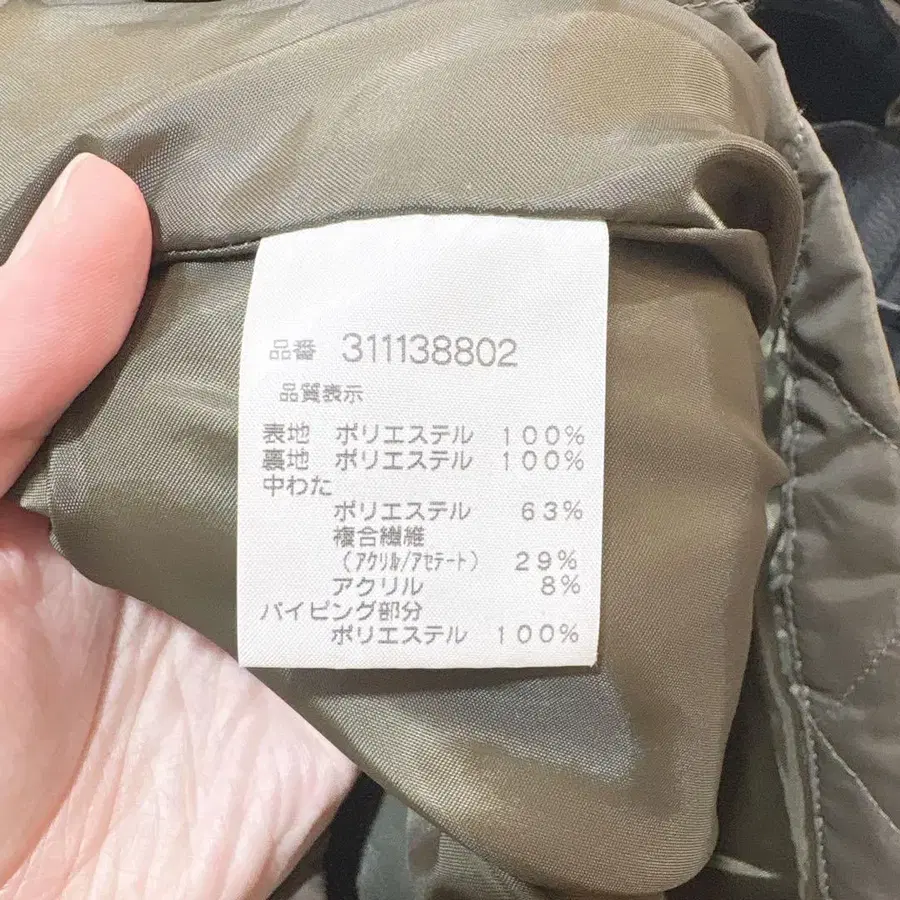 品番 311138802
品質表示
表地 ポリエステル 100%
裏地 ポリエステル 100%
中わた
ポリエステル 63%
複合繊維
(アクリル/アセテート) 29%
アクリル 8%
パイピング部分
ポリエステル 100%